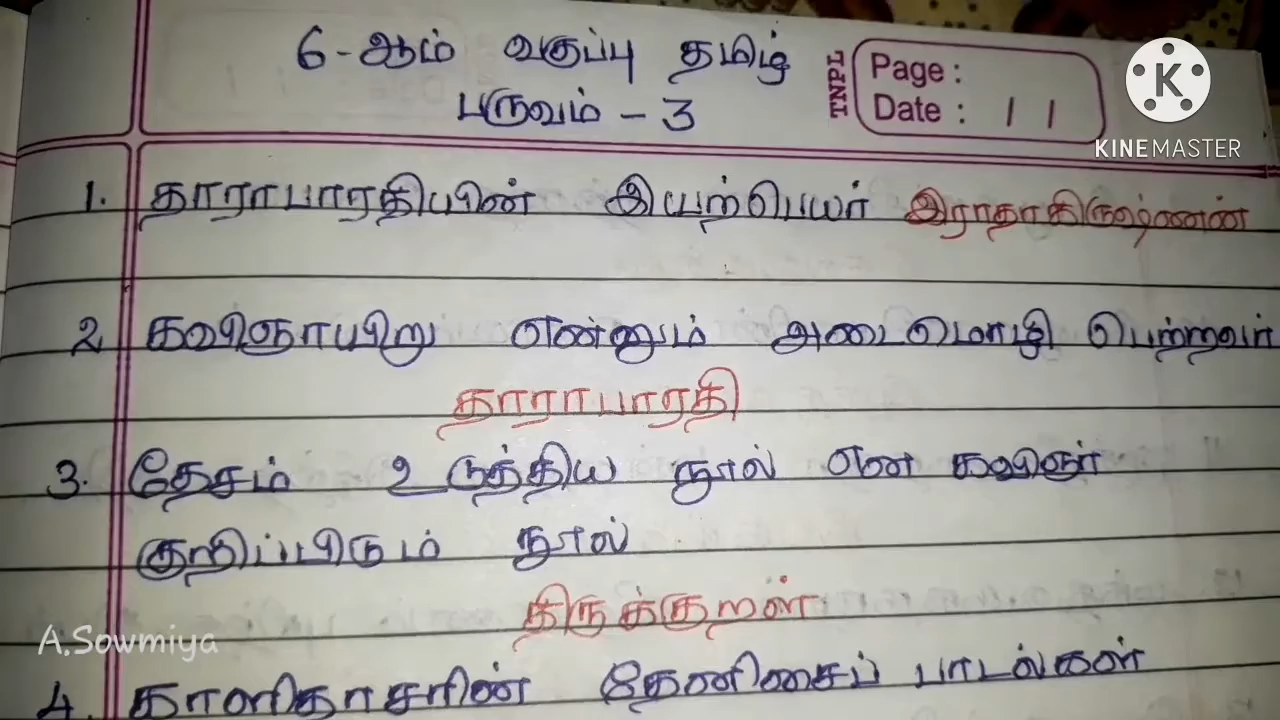 6-ஆம் வகுப்பு தமிழ்
பருவம் - 3
TNPL
Page :
Date : / /
K
KINEMASTER
1. தாராபாரதியின் இயற்பெயர் இராதாகிருஷ்ணன்
2. கவிஞாயிறு என்னும் அடைமொழி பெற்றவர்
தாராபாரதி
3. தேசம் உடுத்திய நூல் என கவிஞர்
குறிப்பிடும் நூல்
திருக்குறள்
A.Sowmiya
4. காளிதாசரின் தேனிசைப் பாடல்கள்